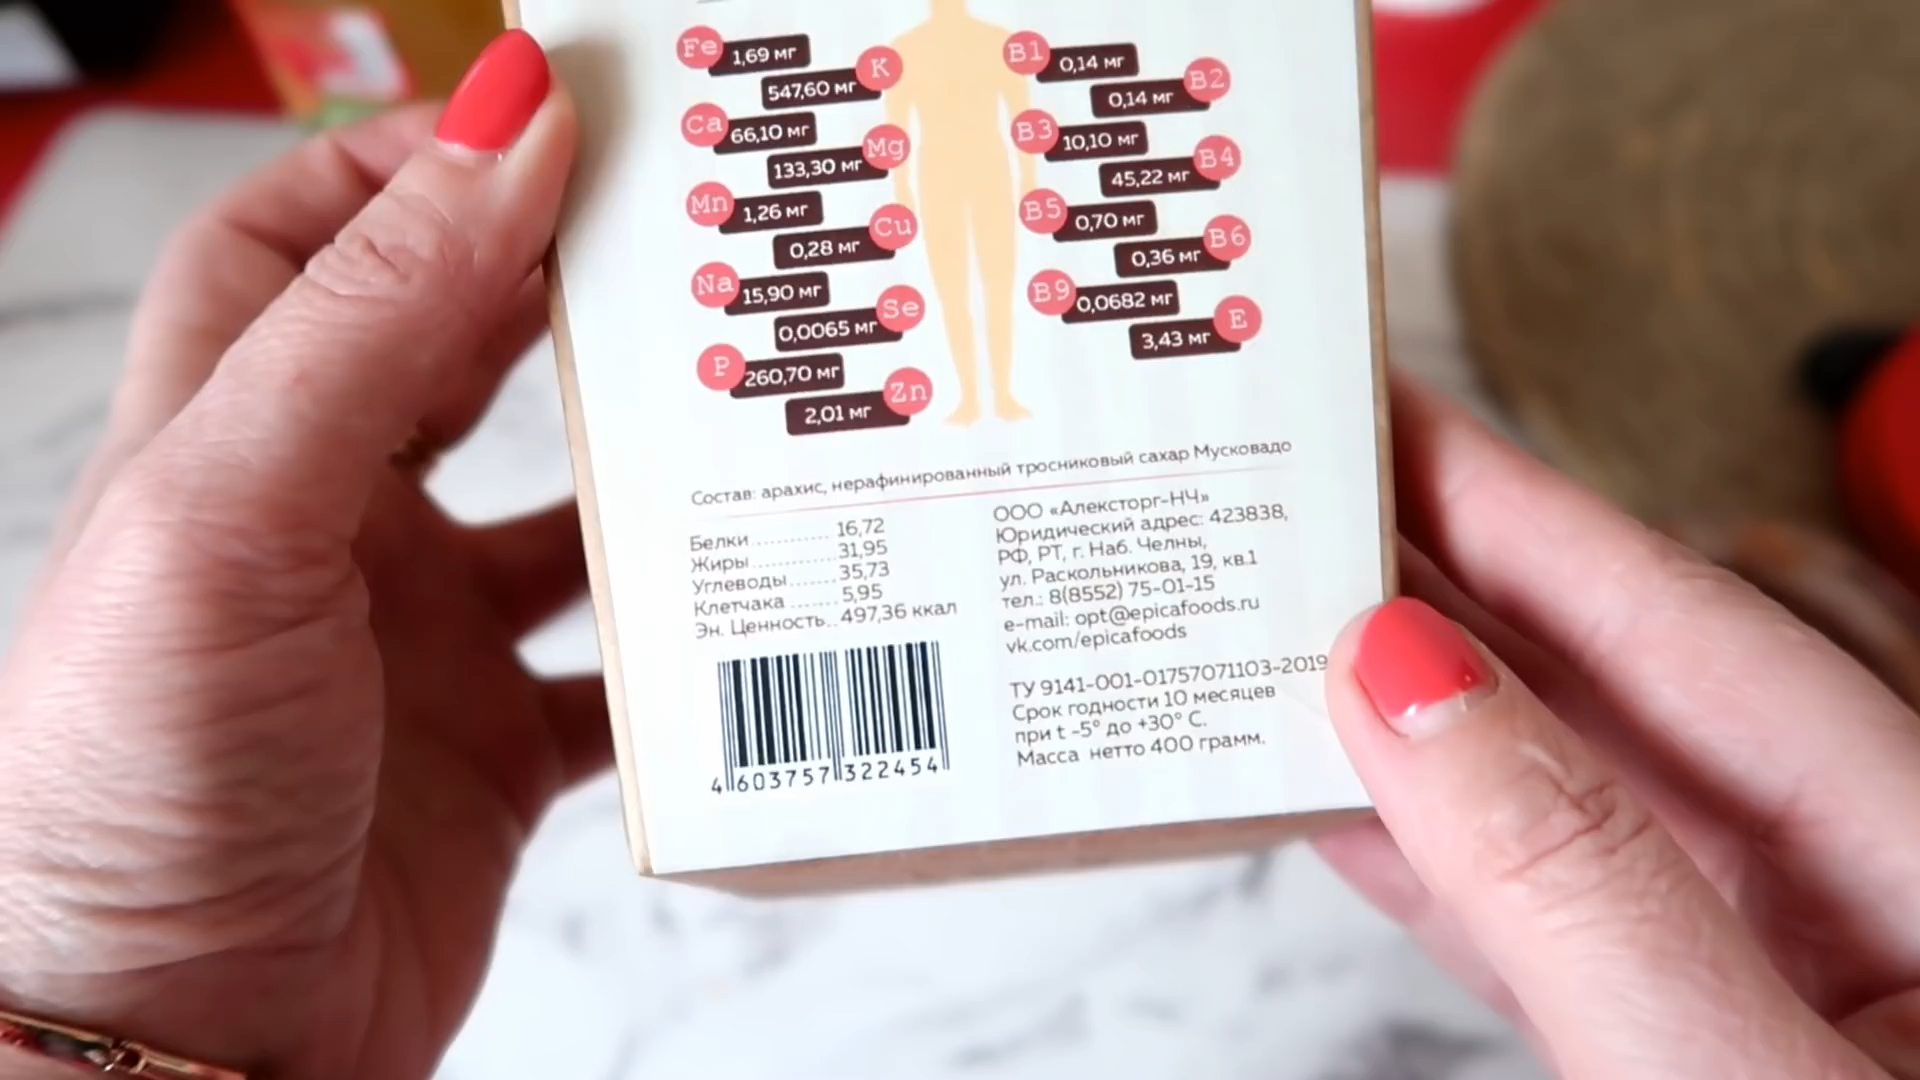 Fe 1,69 мг
547,60 мг K
Ca 66,10 мг
133,30 мг Mg
Mn 1,26 мг
0,28 мг Cu
Na 15,90 мг
0,0065 мг Se
P 260,70 мг
2,01 мг Zn
B1 0,14 мг
0,14 мг B2
B3 10,10 мг
45,22 мг B4
B5 0,70 мг
0,36 мг B6
B9 0,0682 мг
3,43 мг E
Состав: арахис, нерафинированный тросниковый сахар Мусковадо
Белки............ 16,72
Жиры............. 31,95
Углеводы....... 35,73
Клетчака ....... 5,95
Эн. Ценность.. 497,36 ккал
4 603757 322454
ООО «Алексторг-НЧ»
Юридический адрес: 423838,
РФ, РТ, г. Наб. Челны,
ул. Раскольникова, 19, кв.1
тел.: 8(8552) 75-01-15
e-mail: opt@epicafoods.ru
vk.com/epicafoods
ТУ 9141-001-01757071103-2019
Срок годности 10 месяцев
при t -5° до +30° С.
Масса нетто 400 грамм.